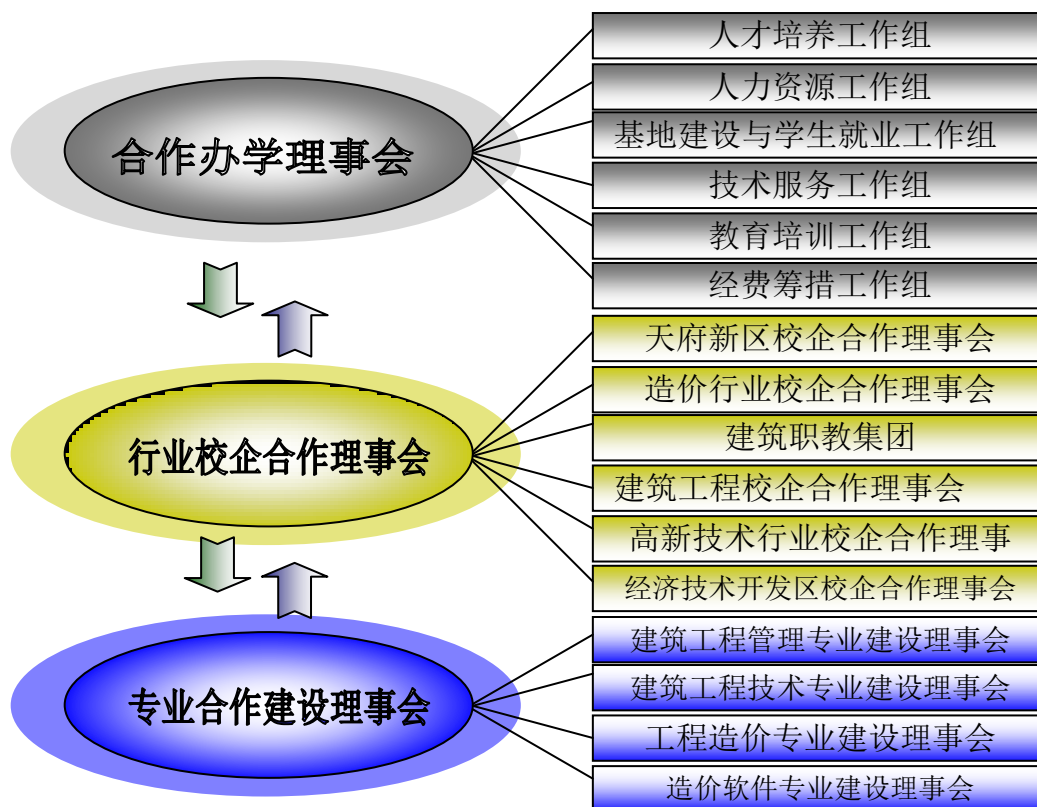 合作办学理事会
人才培养工作组
人力资源工作组
基地建设与学生就业工作组
技术服务工作组
教育培训工作组
经费筹措工作组
行业校企合作理事会
天府新区校企合作理事会
造价行业校企合作理事会
建筑职教集团
建筑工程校企合作理事会
高新技术行业校企合作理事
经济技术开发区校企合作理事会
专业合作建设理事会
建筑工程管理专业建设理事会
建筑工程技术专业建设理事会
工程造价专业建设理事会
造价软件专业建设理事会